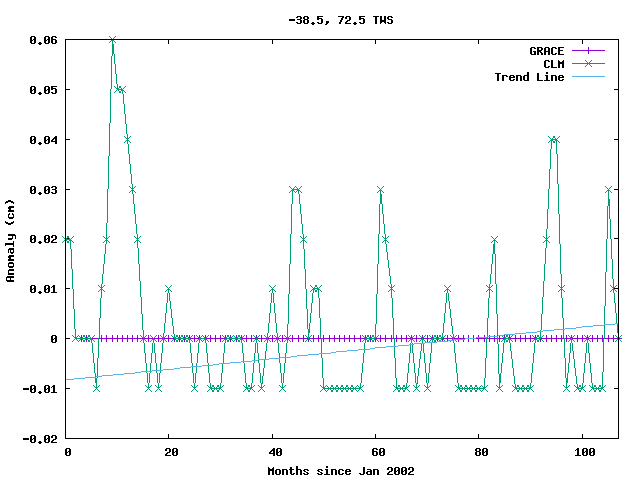 -38.5, 72.5 TWS
0.06
0.05
0.04
0.03
0.02
0.01
0
-0.01
-0.02
Anomaly (cm)
GRACE
CLM
Trend Line
0 20 40 60 80 100
Months since Jan 2002